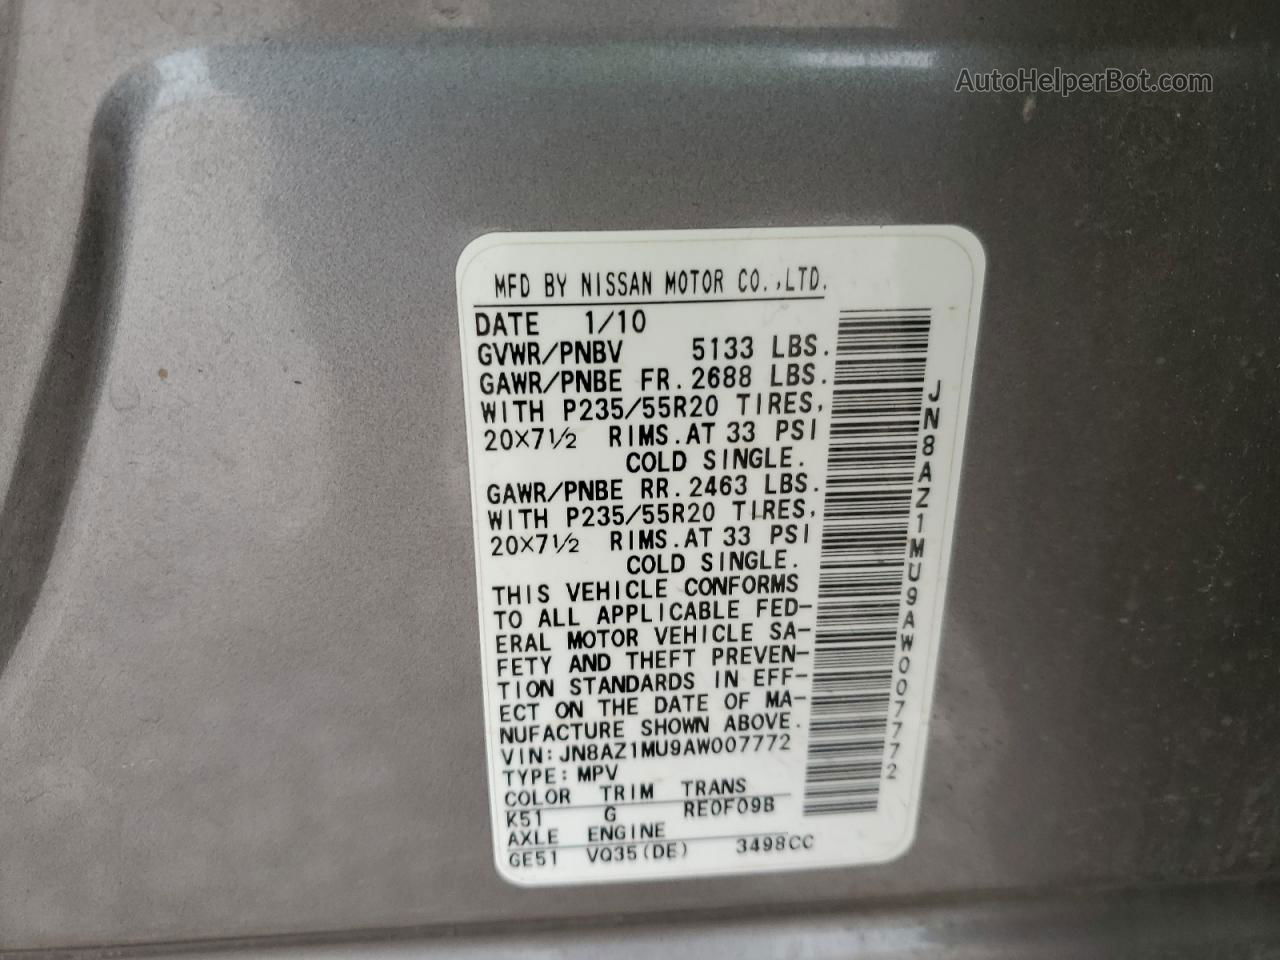 AutoHelperBot.com
MFD BY NISSAN MOTOR CO.,LTD.
DATE 1/10
GVWR/PNBV 5133 LBS.
GAWR/PNBE FR. 2688 LBS.
WITH P235/55R20 TIRES,
20X7½ RIMS. AT 33 PSI
COLD SINGLE.
GAWR/PNBE RR. 2463 LBS.
WITH P235/55R20 TIRES,
20X7½ RIMS. AT 33 PSI
COLD SINGLE.
THIS VEHICLE CONFORMS
TO ALL APPLICABLE FED-
ERAL MOTOR VEHICLE SA-
FETY AND THEFT PREVEN-
TION STANDARDS IN EFF-
ECT ON THE DATE OF MA-
NUFACTURE SHOWN ABOVE.
VIN: JN8AZ1MU9AW007772
TYPE: MPV
COLOR TRIM TRANS
K51 G RE0F09B
AXLE ENGINE
GE51 VQ35(DE) 3498CC
JN8AZ1MU9AW007772